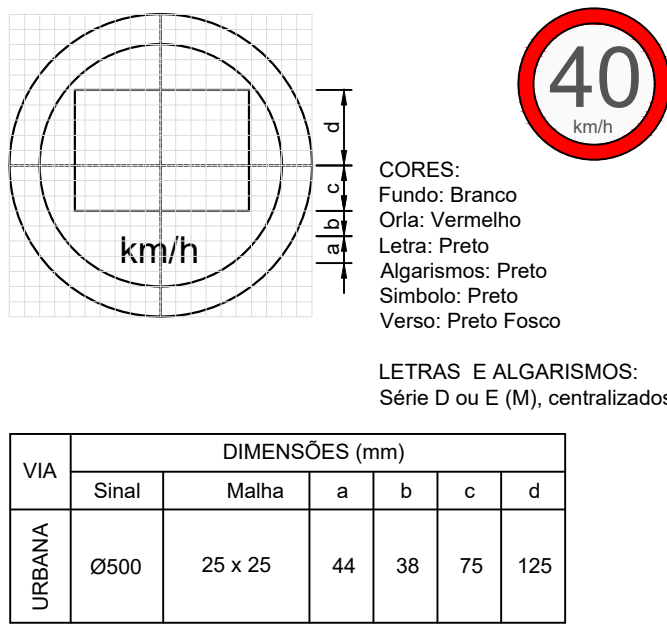 40
km/h
d
c
b
a
km/h
CORES:
Fundo: Branco
Orla: Vermelho
Letra: Preto
Algarismos: Preto
Simbolo: Preto
Verso: Preto Fosco
LETRAS E ALGARISMOS:
Série D ou E (M), centralizados
VIA
DIMENSÕES (mm)
Sinal Malha a b c d
URBANA
Ø500 25 x 25 44 38 75 125